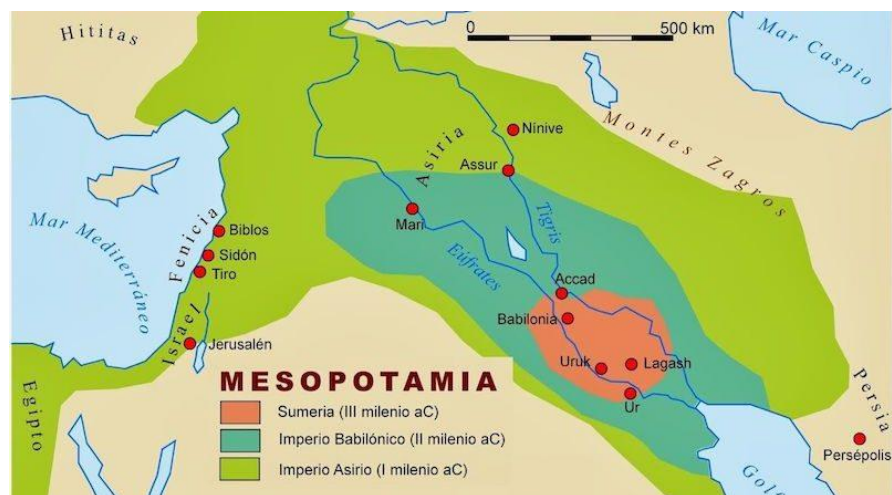 Hititas
0 500 km
Mar Caspio
Nínive
Asiria
Montes Zagros
Assur
Mari
Tigris
Biblos
Fenicia
Mar Mediterráneo
Sidón
Tiro
Eúfrates
Accad
Babilonia
Israel
Jerusalén
Uruk
Lagash
Ur
Egipto
MESOPOTAMIA
Sumeria (III milenio aC)
Imperio Babilónico (II milenio aC)
Imperio Asirio (I milenio aC)
Persia
Persépolis
Golf